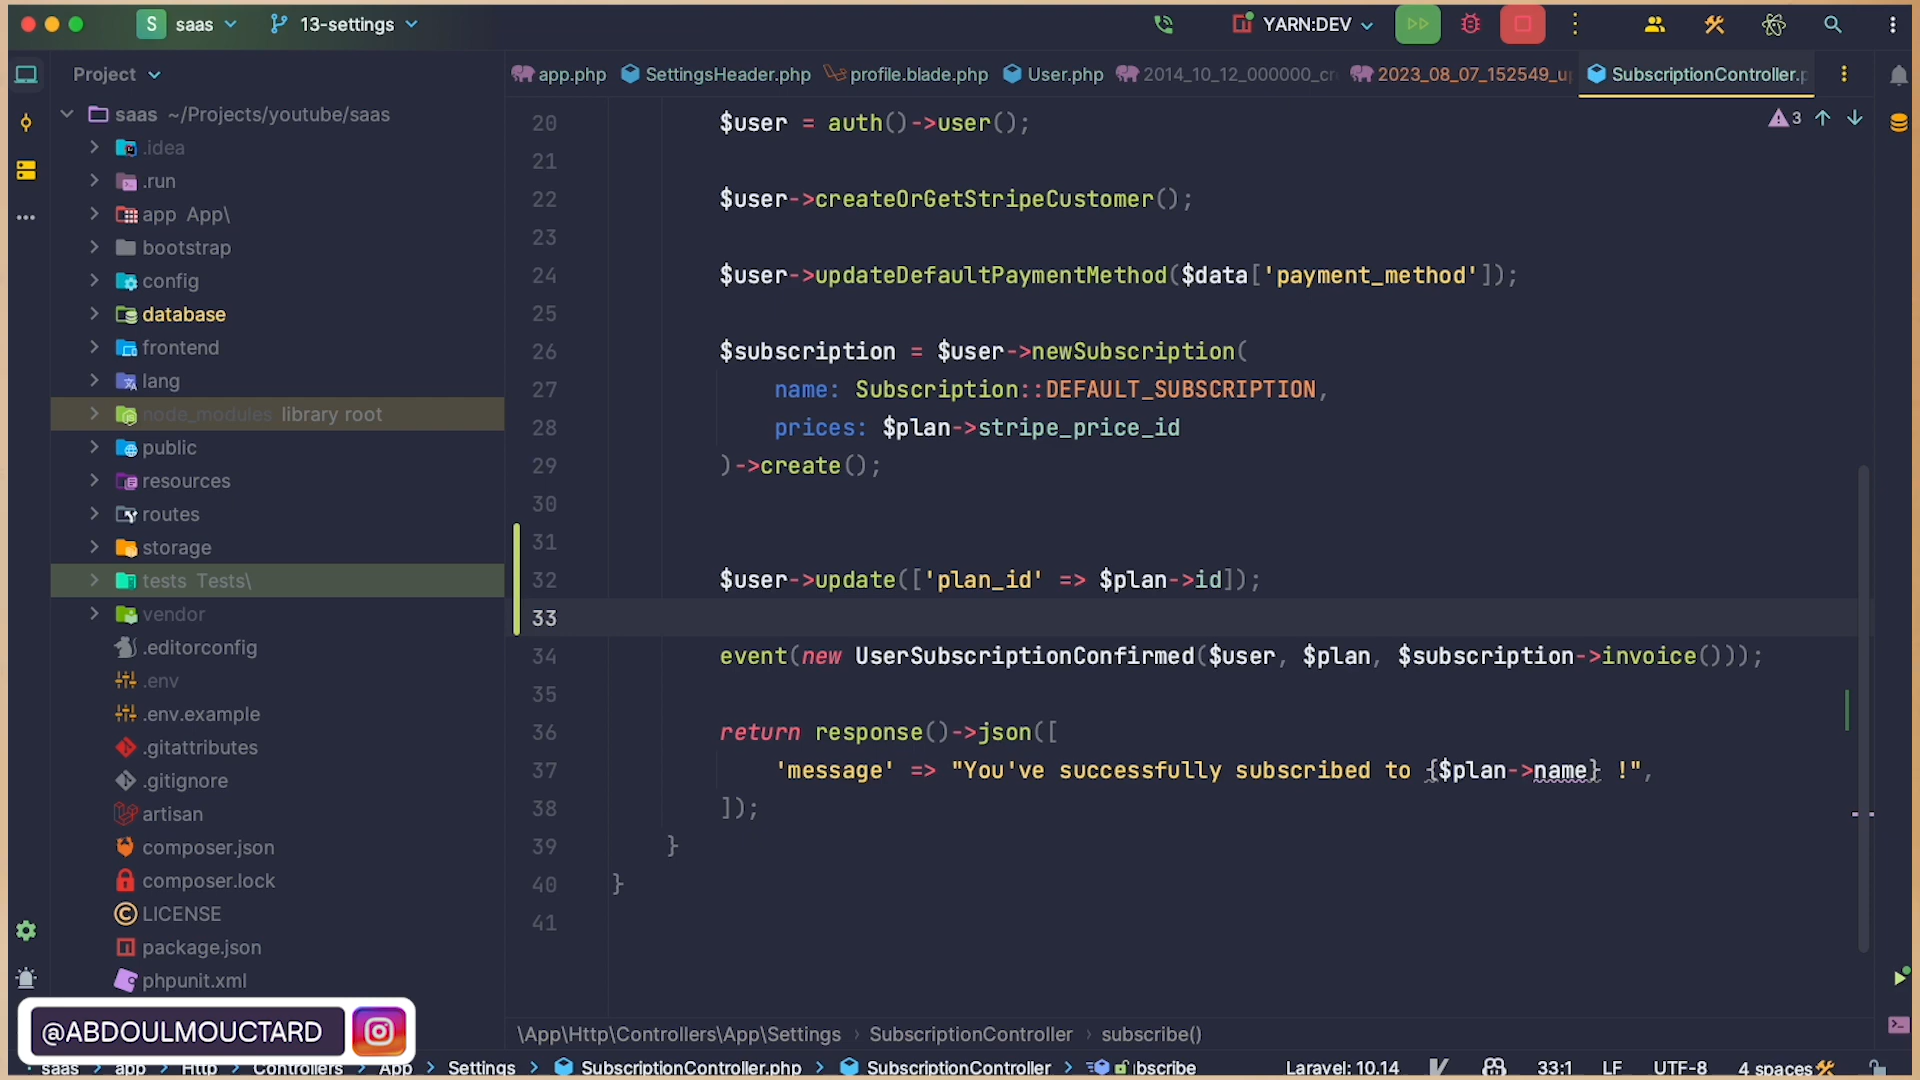 S saas 13-settings YARN:DEV
Project app.php SettingsHeader.php profile.blade.php User.php 2014_10_12_000000_cr 2023_08_07_152549_u SubscriptionController.p
saas ~/Projects/youtube/saas
.idea
.run
app App\
bootstrap
config
database
frontend
lang
node_modules library root
public
resources
routes
storage
tests Tests\
vendor
.editorconfig
.env
.env.example
.gitattributes
.gitignore
artisan
composer.json
composer.lock
LICENSE
package.json
phpunit.xml
3
20 $user = auth()->user();
21
22 $user->createOrGetStripeCustomer();
23
24 $user->updateDefaultPaymentMethod($data['payment_method']);
25
26 $subscription = $user->newSubscription(
27 name: Subscription::DEFAULT_SUBSCRIPTION,
28 prices: $plan->stripe_price_id
29 )->create();
30
31
32 $user->update(['plan_id' => $plan->id]);
33
34 event(new UserSubscriptionConfirmed($user, $plan, $subscription->invoice()));
35
36 return response()->json([
37 'message' => "You've successfully subscribed to {$plan->name} !",
38 ]);
39 }
40 }
41
@ABDOULMOUCTARD
\App\Http\Controllers\App\Settings › SubscriptionController › subscribe()
saas › app › Http › Controllers › App › Settings › SubscriptionController.php › SubscriptionController › bscribe Laravel: 10.14 33:1 LF UTF-8 4 spaces